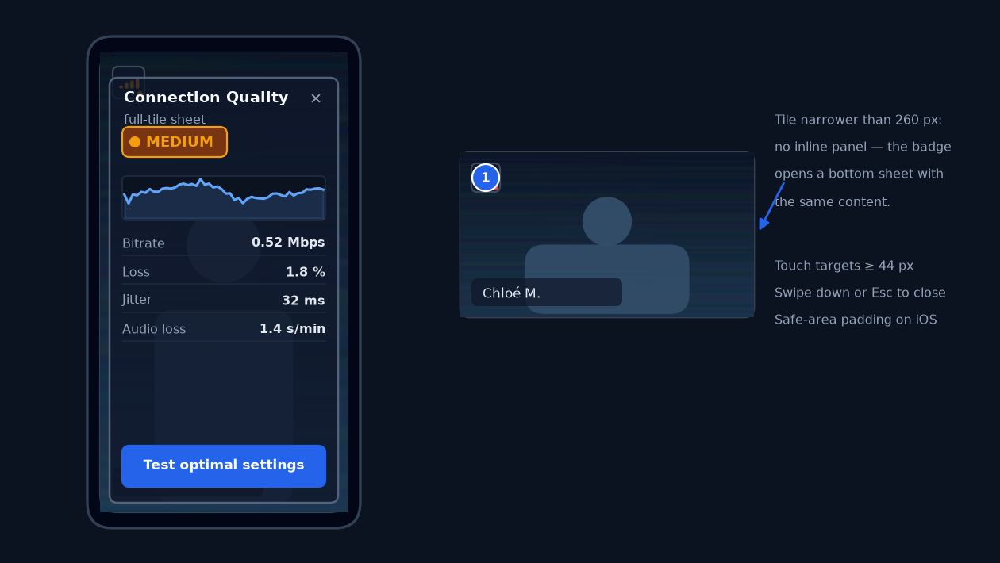 Connection Quality ✕
full-tile sheet
MEDIUM
Bitrate 0.52 Mbps
Loss 1.8 %
Jitter 32 ms
Audio loss 1.4 s/min
Test optimal settings
1
Chloé M.
Tile narrower than 260 px:
no inline panel — the badge
opens a bottom sheet with
the same content.
Touch targets ≥ 44 px
Swipe down or Esc to close
Safe-area padding on iOS